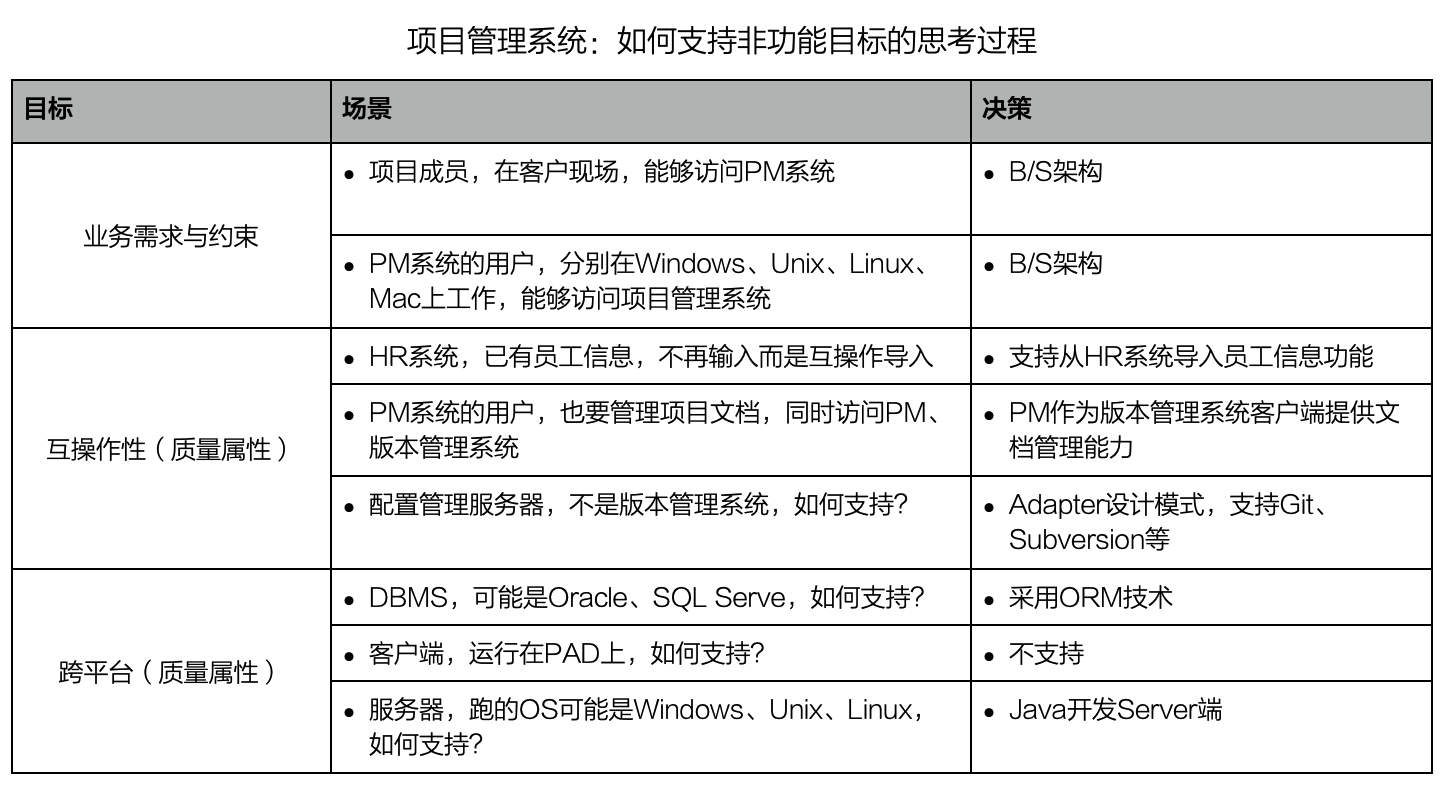 项目管理系统：如何支持非功能目标的思考过程
目标
场景
决策
业务需求与约束
• 项目成员，在客户现场，能够访问PM系统
• B/S架构
• PM系统的用户，分别在Windows、Unix、Linux、
Mac上工作，能够访问项目管理系统
• B/S架构
互操作性（质量属性）
• HR系统，已有员工信息，不再输入而是互操作导入
• 支持从HR系统导入员工信息功能
• PM系统的用户，也要管理项目文档，同时访问PM、
版本管理系统
• PM作为版本管理系统客户端提供文
档管理能力
• 配置管理服务器，不是版本管理系统，如何支持？
• Adapter设计模式，支持Git、
Subversion等
跨平台（质量属性）
• DBMS，可能是Oracle、SQL Serve，如何支持？
• 采用ORM技术
• 客户端，运行在PAD上，如何支持？
• 不支持
• 服务器，跑的OS可能是Windows、Unix、Linux，
如何支持？
• Java开发Server端